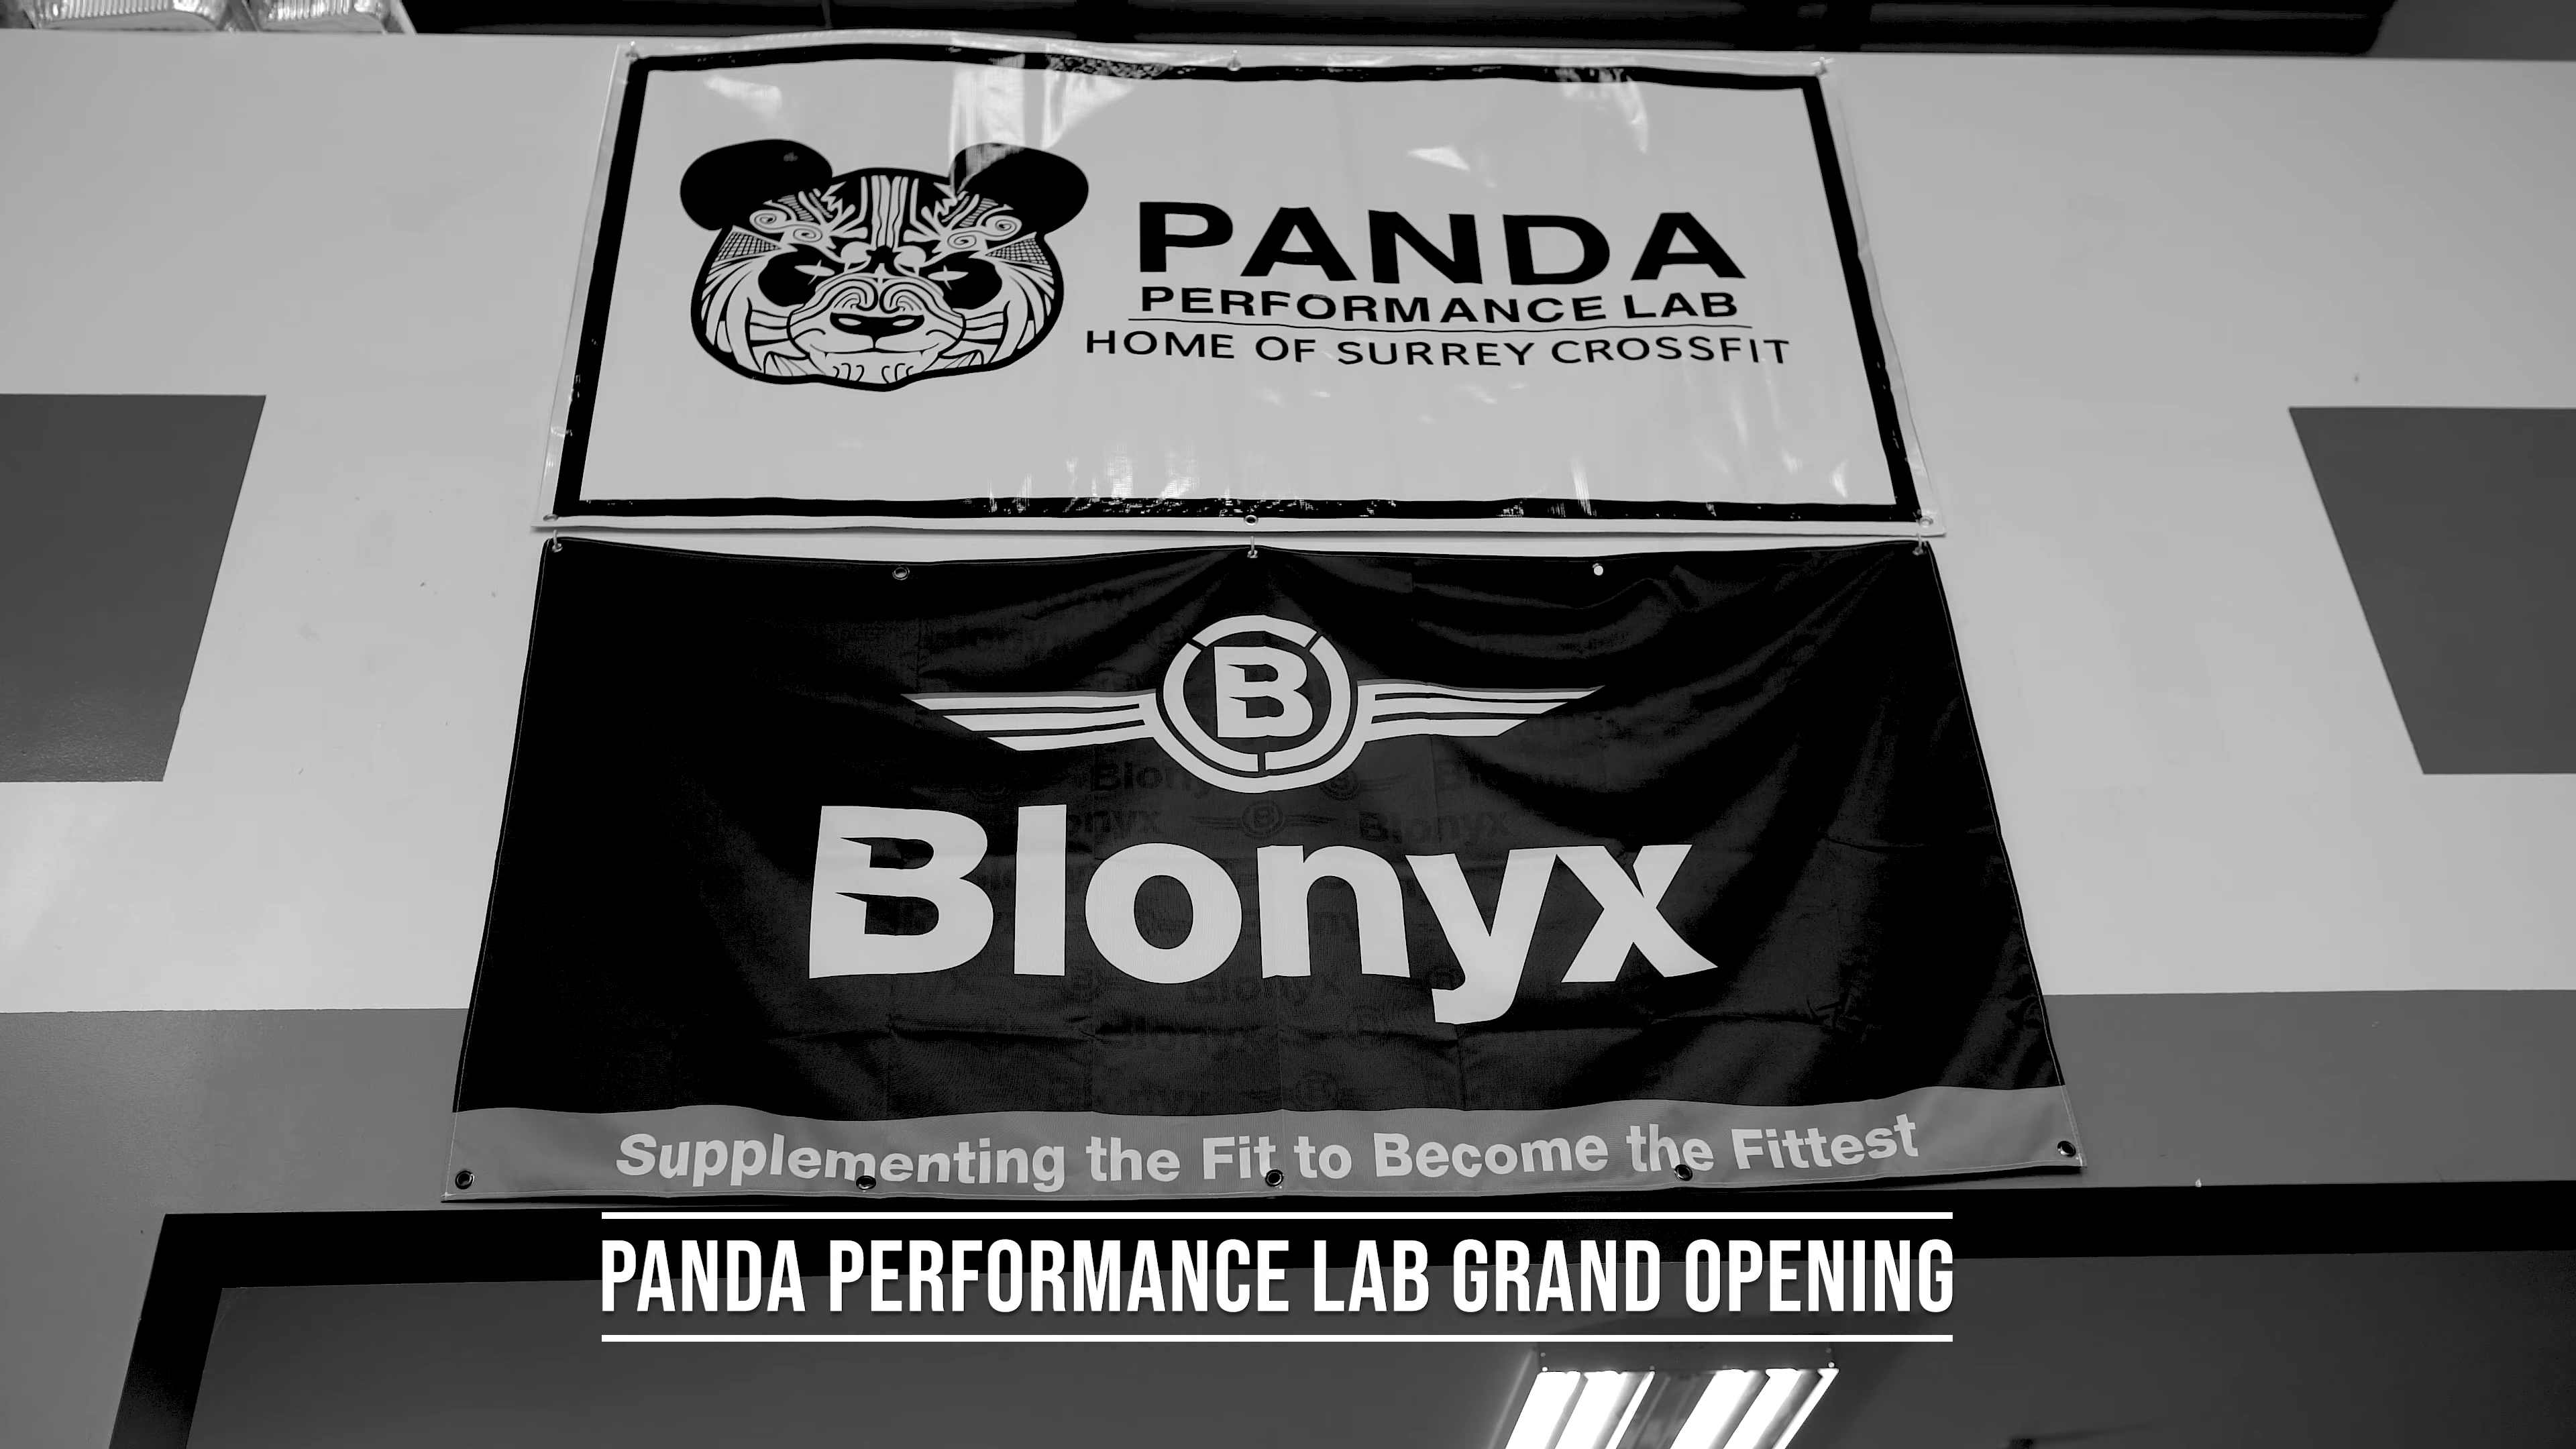 PANDA
PERFORMANCE LAB
HOME OF SURREY CROSSFIT
B
Blonyx
Supplementing the Fit to Become the Fittest
PANDA PERFORMANCE LAB GRAND OPENING